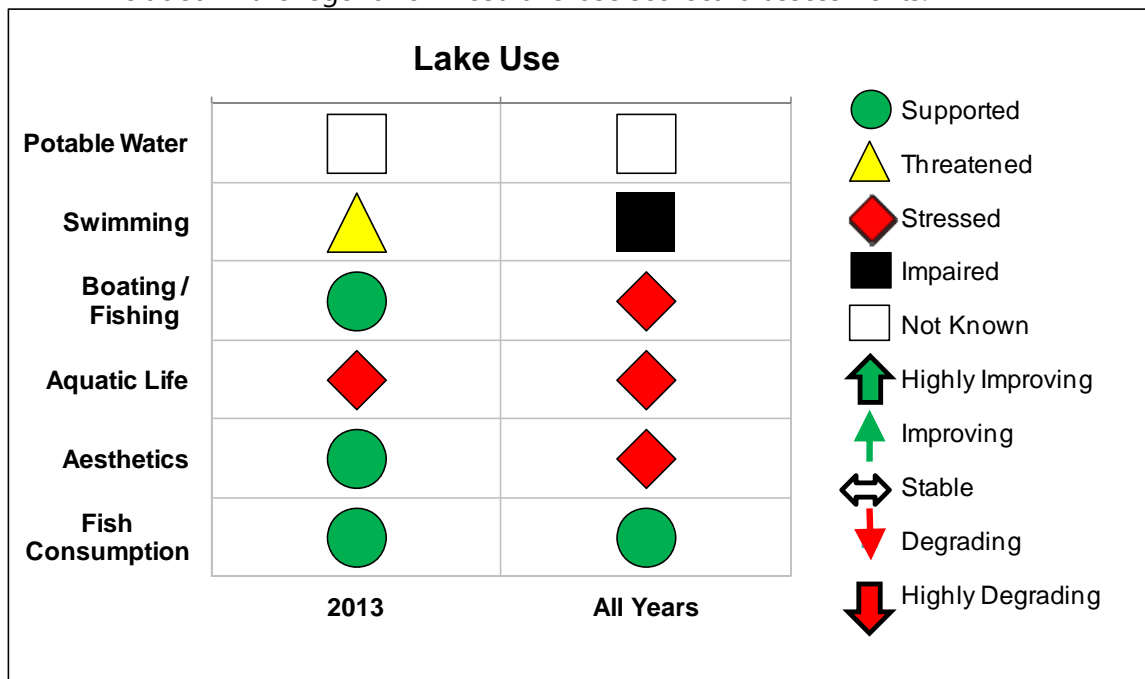 Lake Use
Potable Water
Swimming
Boating /
Fishing
Aquatic Life
Aesthetics
Fish
Consumption
2013
All Years
Supported
Threatened
Stressed
Impaired
Not Known
Highly Improving
Improving
Stable
Degrading
Highly Degrading